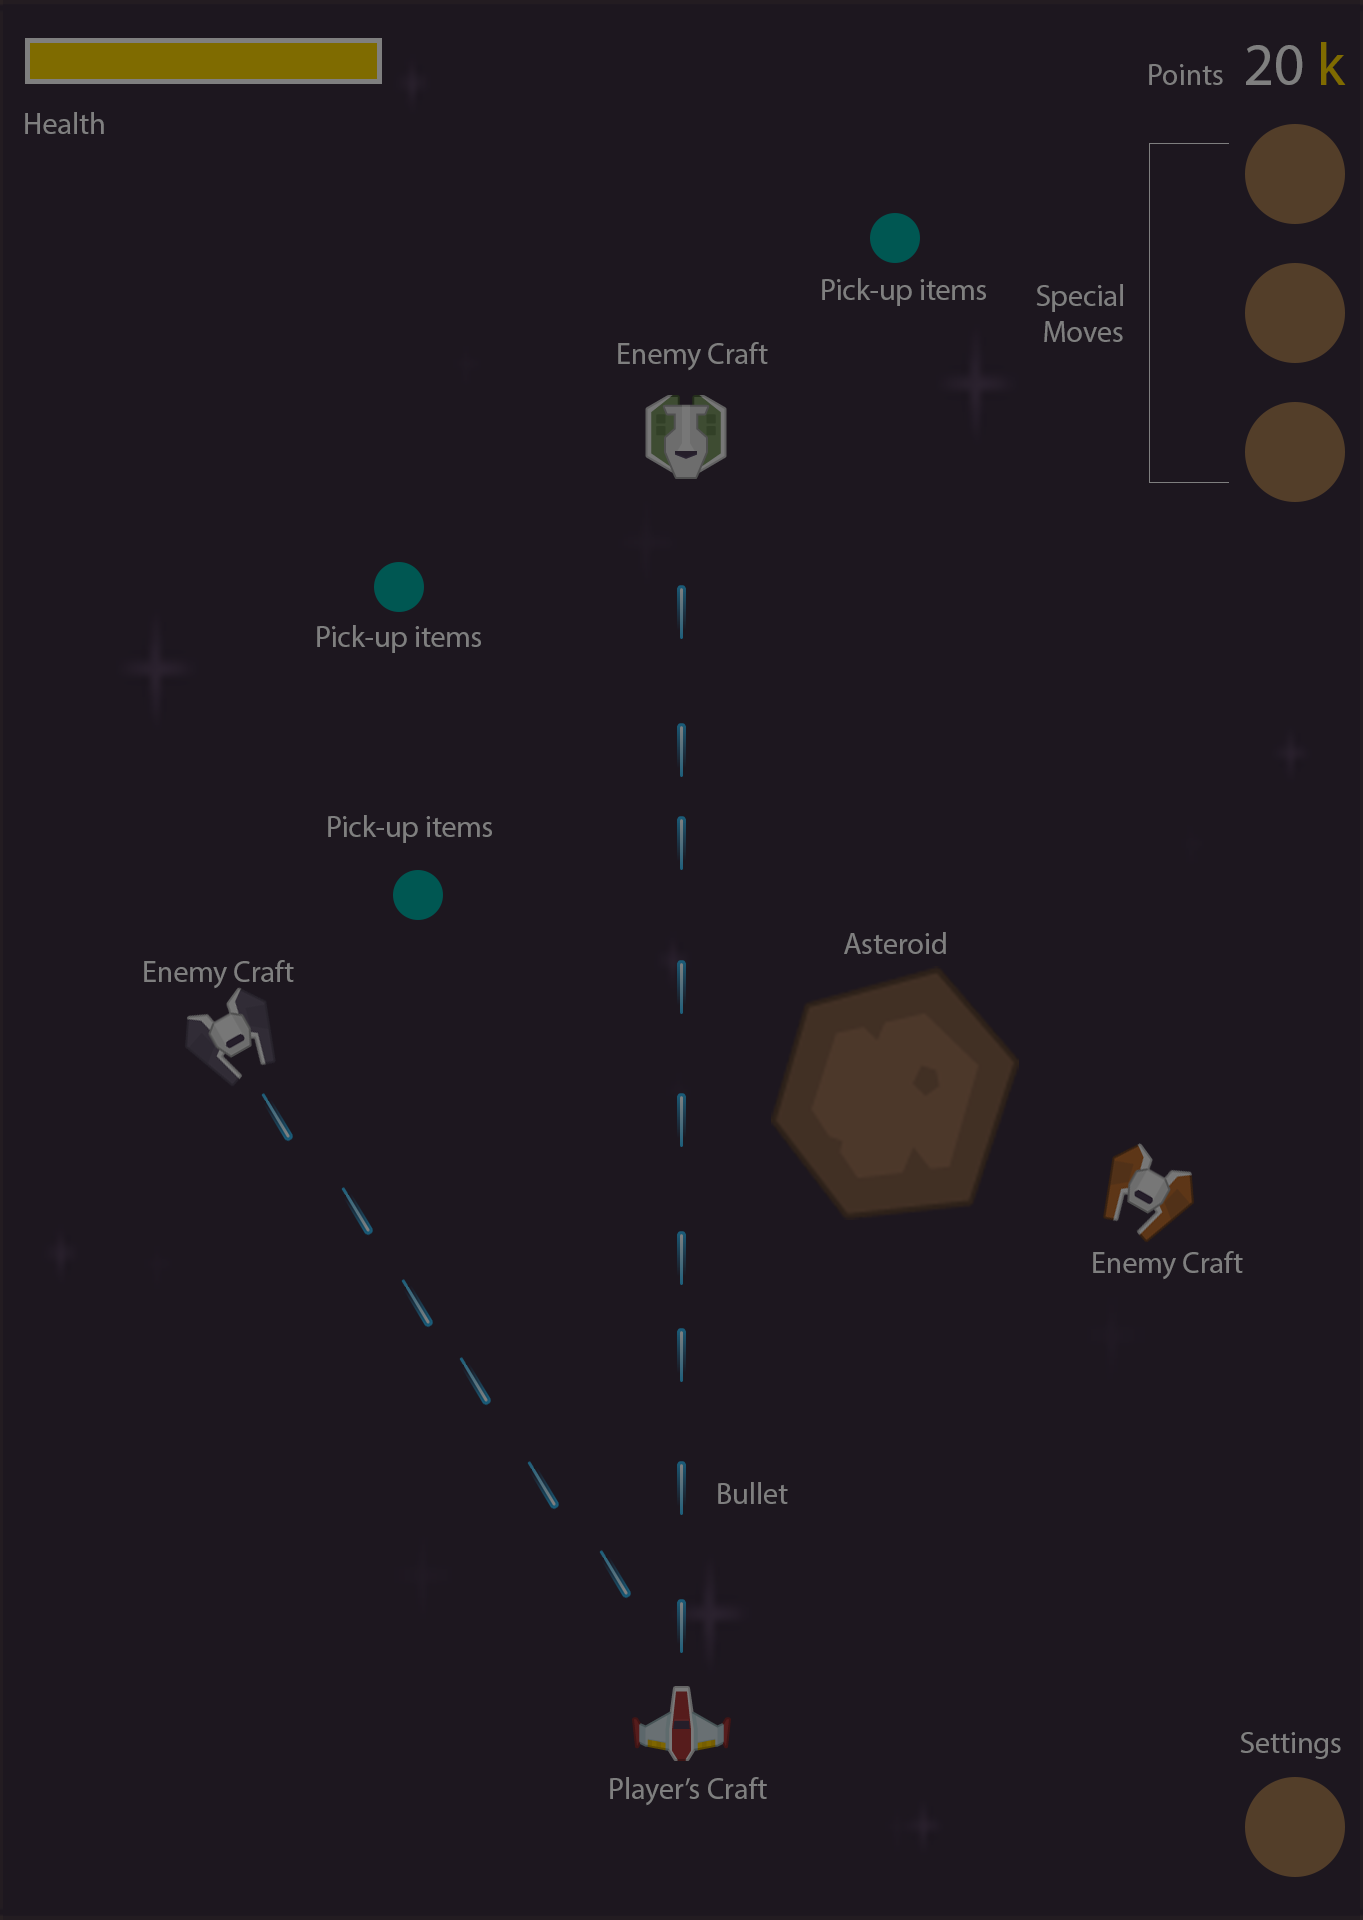 Points 20 k
Health
Pick-up items
Special
Moves
Enemy Craft
Pick-up items
Pick-up items
Asteroid
Enemy Craft
Enemy Craft
Bullet
Settings
Player’s Craft